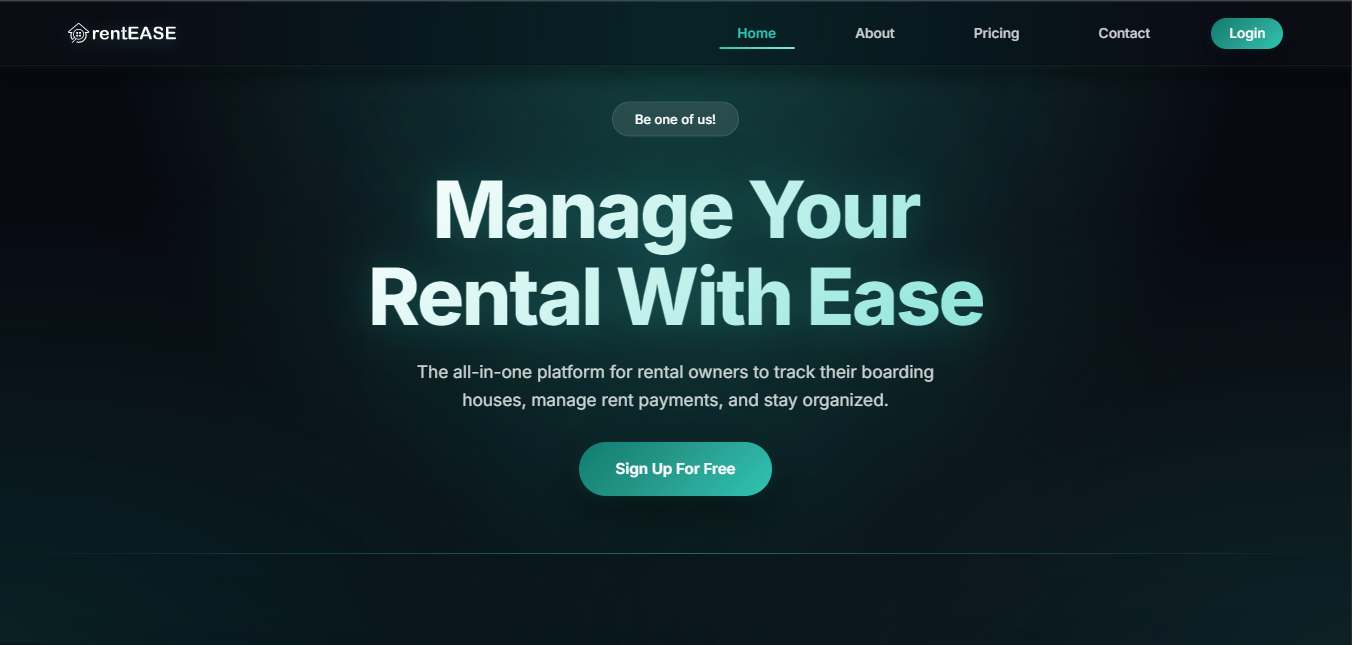 rentEASE
Home
About
Pricing
Contact
Login
Be one of us!
Manage Your
Rental With Ease
The all-in-one platform for rental owners to track their boarding
houses, manage rent payments, and stay organized.
Sign Up For Free